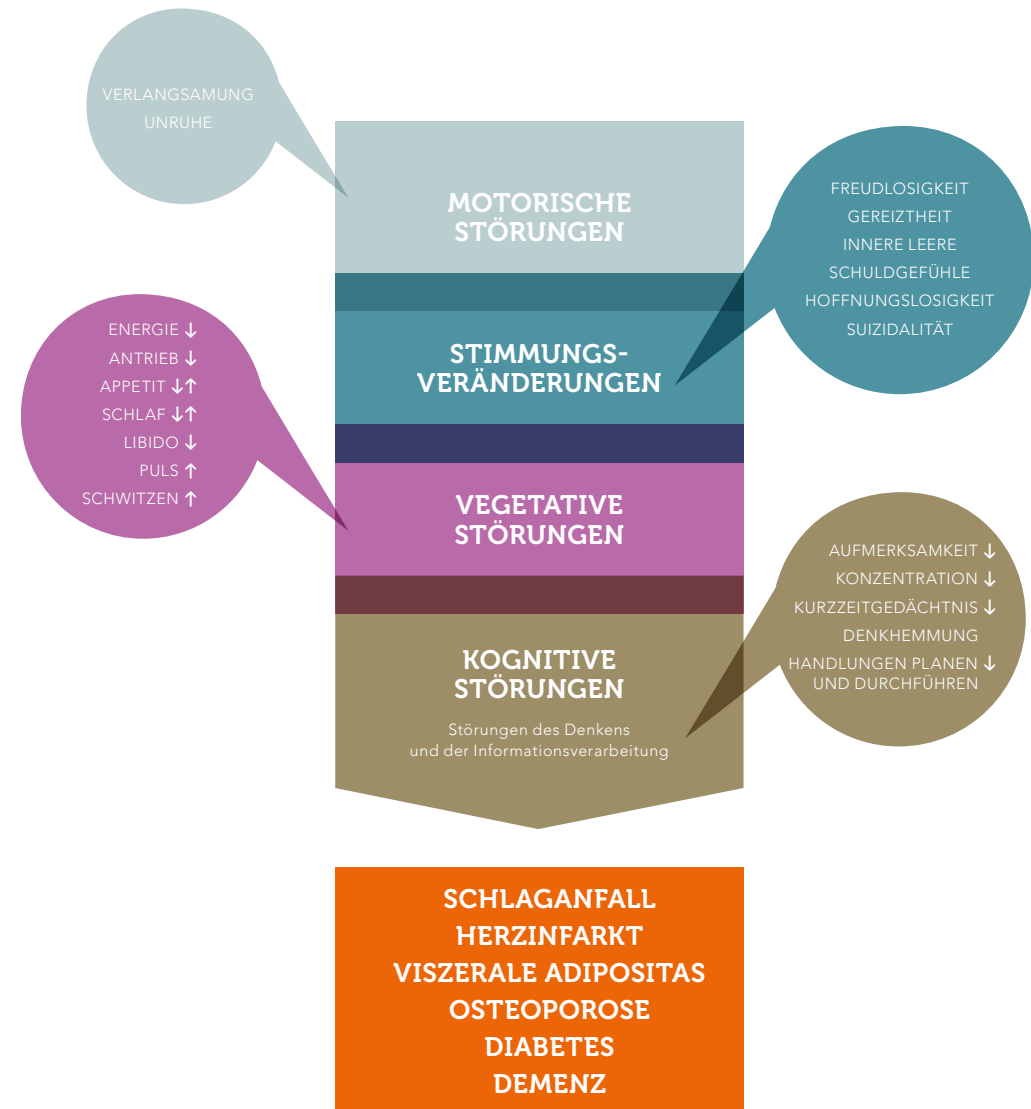 VERLANGSAMUNG
UNRUHE
MOTORISCHE
STÖRUNGEN
FREUDLOSIGKEIT
GEREIZTHEIT
INNERE LEERE
SCHULDGEFÜHLE
HOFFNUNGSLOSIGKEIT
SUIZIDALITÄT
STIMMUNGS-
VERÄNDERUNGEN
ENERGIE ↓
ANTRIEB ↓
APPETIT ↓↑
SCHLAF ↓↑
LIBIDO ↓
PULS ↑
SCHWITZEN ↑
VEGETATIVE
STÖRUNGEN
AUFMERKSAMKEIT ↓
KONZENTRATION ↓
KURZZEITGEDÄCHTNIS ↓
DENKHEMMUNG
HANDLUNGEN PLANEN ↓
UND DURCHFÜHREN
KOGNITIVE
STÖRUNGEN
Störungen des Denkens
und der Informationsverarbeitung
SCHLAGANFALL
HERZINFARKT
VISZERALE ADIPOSITAS
OSTEOPOROSE
DIABETES
DEMENZ